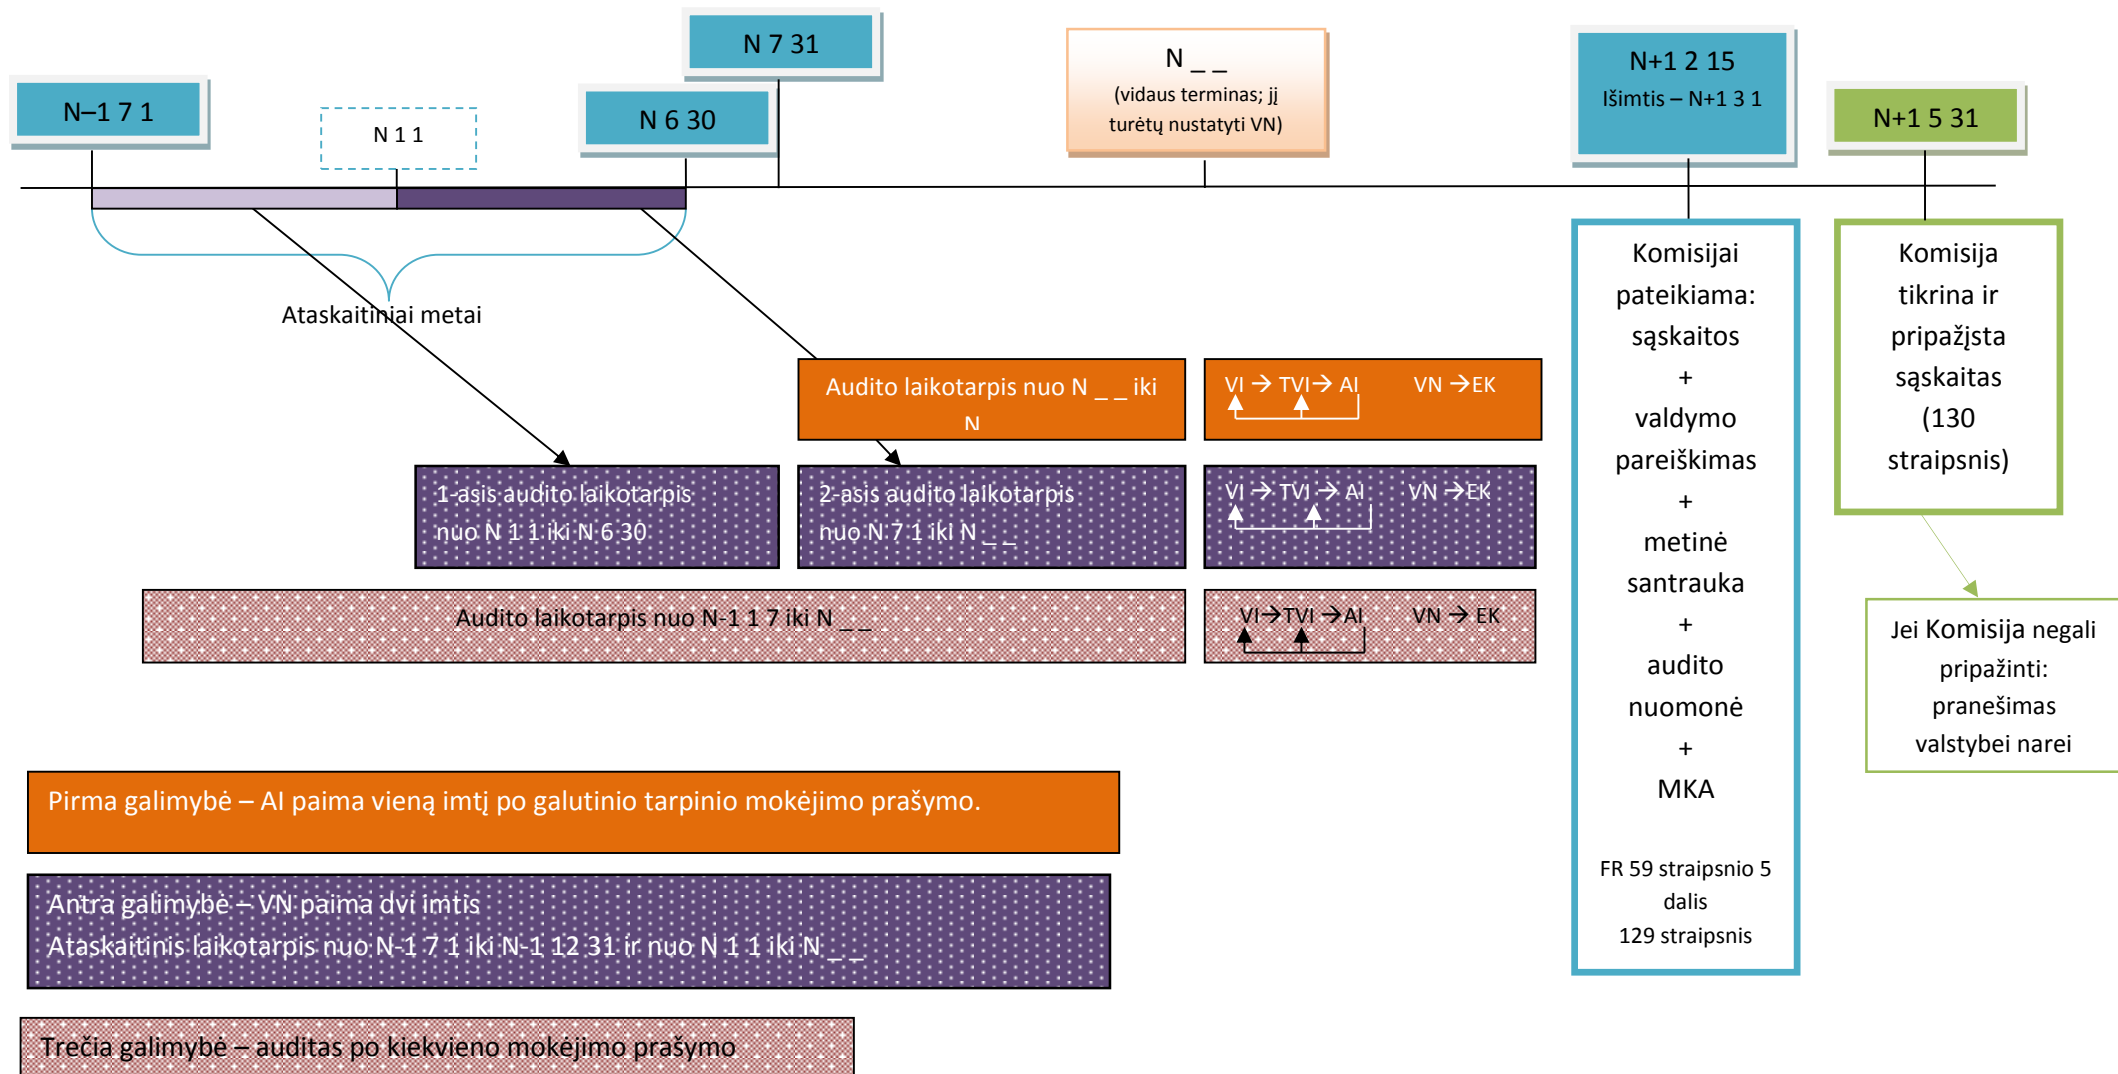 N 7 31
N _ _
(vidaus terminas; jį
turėtų nustatyti VN)
N+1 2 15
Išimtis – N+1 3 1
N–1 7 1
N 1 1
N 6 30
N+1 5 31
Ataskaitiniai metai
Audito laikotarpis nuo N _ _ iki
N
VI → TVI→ AI VN →EK
1-asis audito laikotarpis
nuo N 1 1 iki N 6 30
2-asis audito laikotarpis
nuo N 7 1 iki N _ _
VI → TVI → AI VN →EK
Audito laikotarpis nuo N-1 1 7 iki N _ _
VI→TVI →AI VN → EK
Komisijai
pateikiama:
sąskaitos
+
valdymo
pareiškimas
+
metinė
santrauka
+
audito
nuomonė
+
MKA
FR 59 straipsnio 5
dalis
129 straipsnis
Komisija
tikrina ir
pripažįsta
sąskaitas
(130
straipsnis)
Jei Komisija negali
pripažinti:
pranešimas
valstybei narei
Pirma galimybė – AI paima vieną imtį po galutinio tarpinio mokėjimo prašymo.
Antra galimybė – VN paima dvi imtis
Ataskaitinis laikotarpis nuo N-1 7 1 iki N-1 12 31 ir nuo N 1 1 iki N _ _
Trečia galimybė – auditas po kiekvieno mokėjimo prašymo